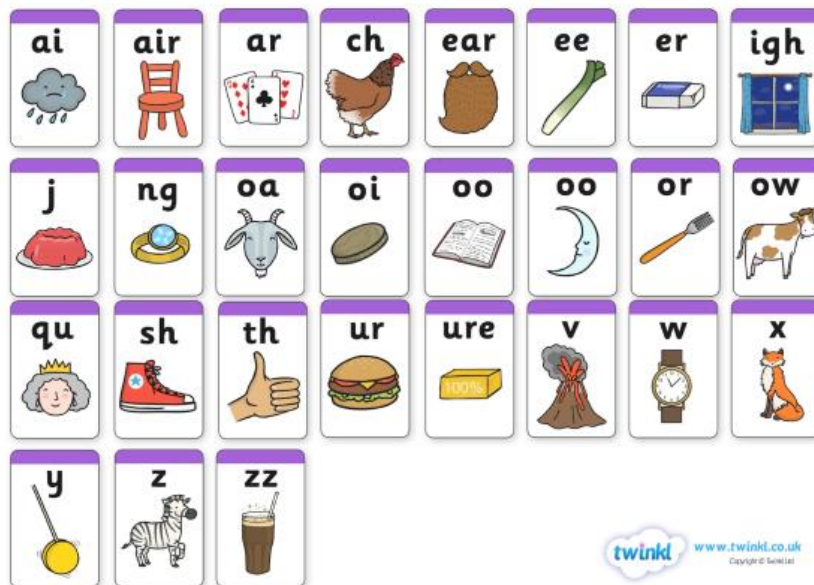 ai air ar ch ear ee er igh
j ng oa oi oo oo or ow
qu sh th ur ure v w x
100%
y z zz
twinkl www.twinkl.co.uk